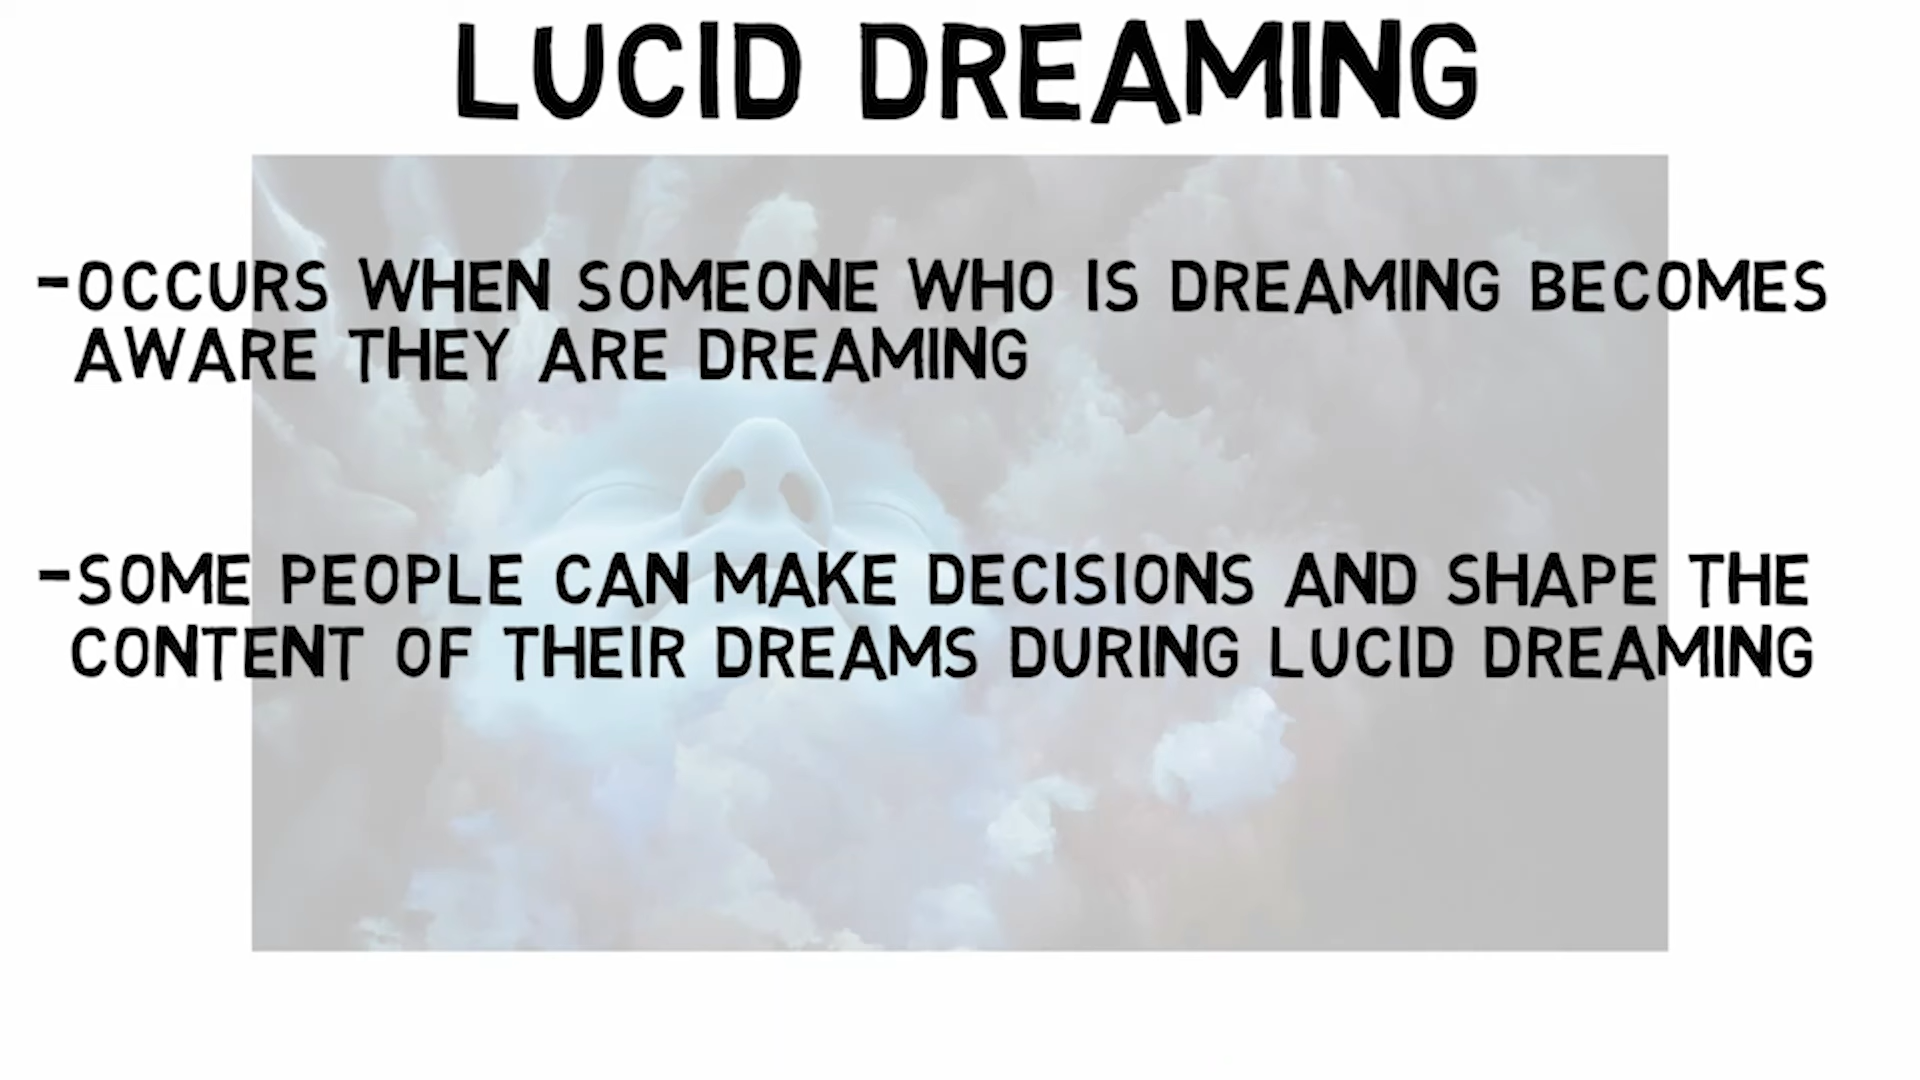 LUCID DREAMING
-OCCURS WHEN SOMEONE WHO IS DREAMING BECOMES
AWARE THEY ARE DREAMING
-SOME PEOPLE CAN MAKE DECISIONS AND SHAPE THE
CONTENT OF THEIR DREAMS DURING LUCID DREAMING